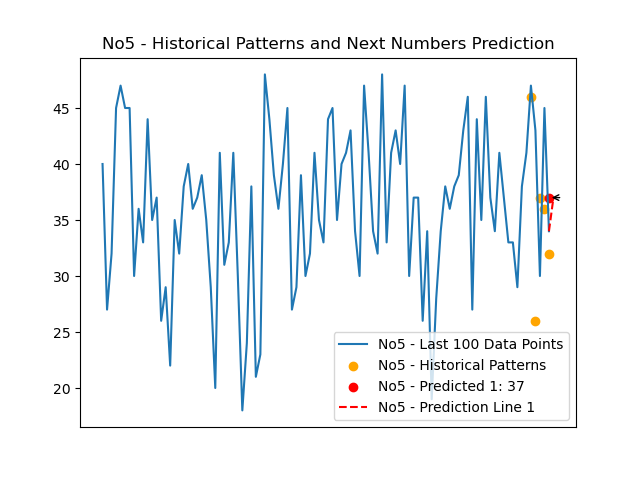 No5 - Historical Patterns and Next Numbers Prediction
45
40
35
30
25
20
No5 - Last 100 Data Points
No5 - Historical Patterns
No5 - Predicted 1: 37
No5 - Prediction Line 1